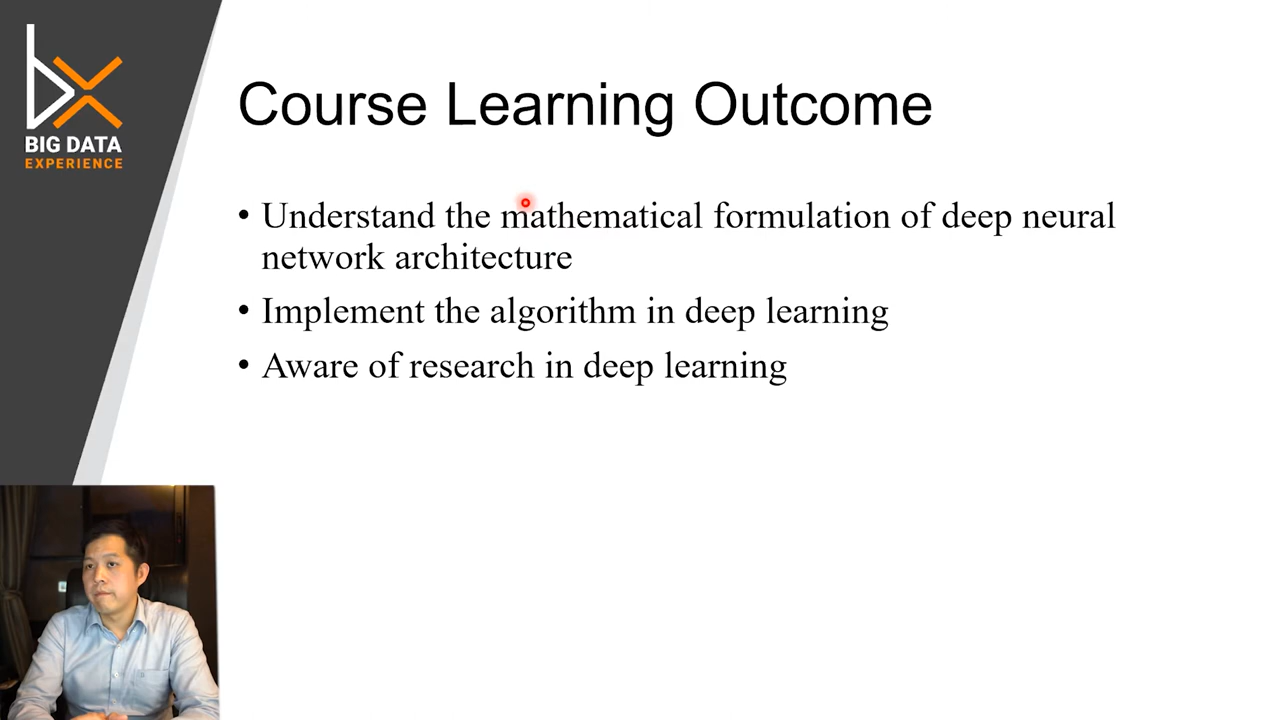 BIG DATA
EXPERIENCE
Course Learning Outcome
• Understand the mathematical formulation of deep neural
network architecture
• Implement the algorithm in deep learning
• Aware of research in deep learning